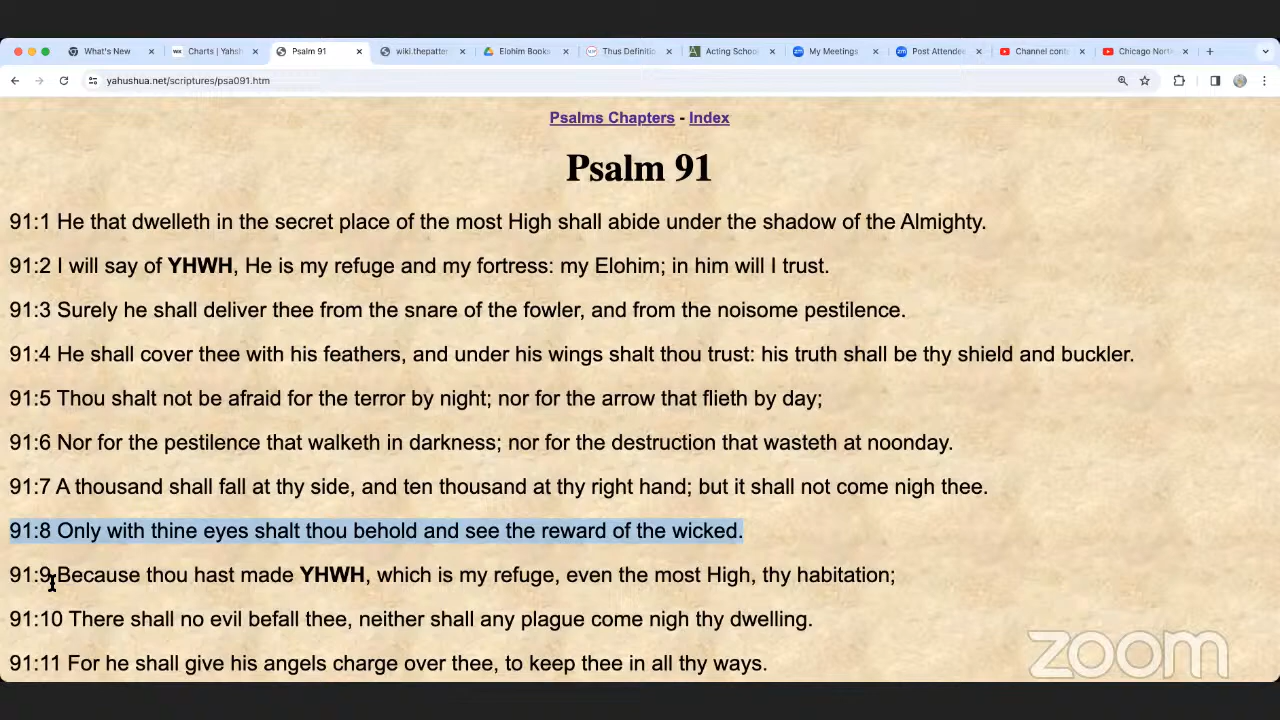 What's New
Charts | Yahsh
Psalm 91
wiki.thepatter
Elohim Books
Thus Definitio
Acting School
My Meetings
Post Attendee
Channel cont
Chicago Nort
yahushua.net/scriptures/psa091.htm
Psalms Chapters - Index
Psalm 91
91:1 He that dwelleth in the secret place of the most High shall abide under the shadow of the Almighty.
91:2 I will say of YHWH, He is my refuge and my fortress: my Elohim; in him will I trust.
91:3 Surely he shall deliver thee from the snare of the fowler, and from the noisome pestilence.
91:4 He shall cover thee with his feathers, and under his wings shalt thou trust: his truth shall be thy shield and buckler.
91:5 Thou shalt not be afraid for the terror by night; nor for the arrow that flieth by day;
91:6 Nor for the pestilence that walketh in darkness; nor for the destruction that wasteth at noonday.
91:7 A thousand shall fall at thy side, and ten thousand at thy right hand; but it shall not come nigh thee.
91:8 Only with thine eyes shalt thou behold and see the reward of the wicked.
91:9 Because thou hast made YHWH, which is my refuge, even the most High, thy habitation;
91:10 There shall no evil befall thee, neither shall any plague come nigh thy dwelling.
91:11 For he shall give his angels charge over thee, to keep thee in all thy ways.
zoom